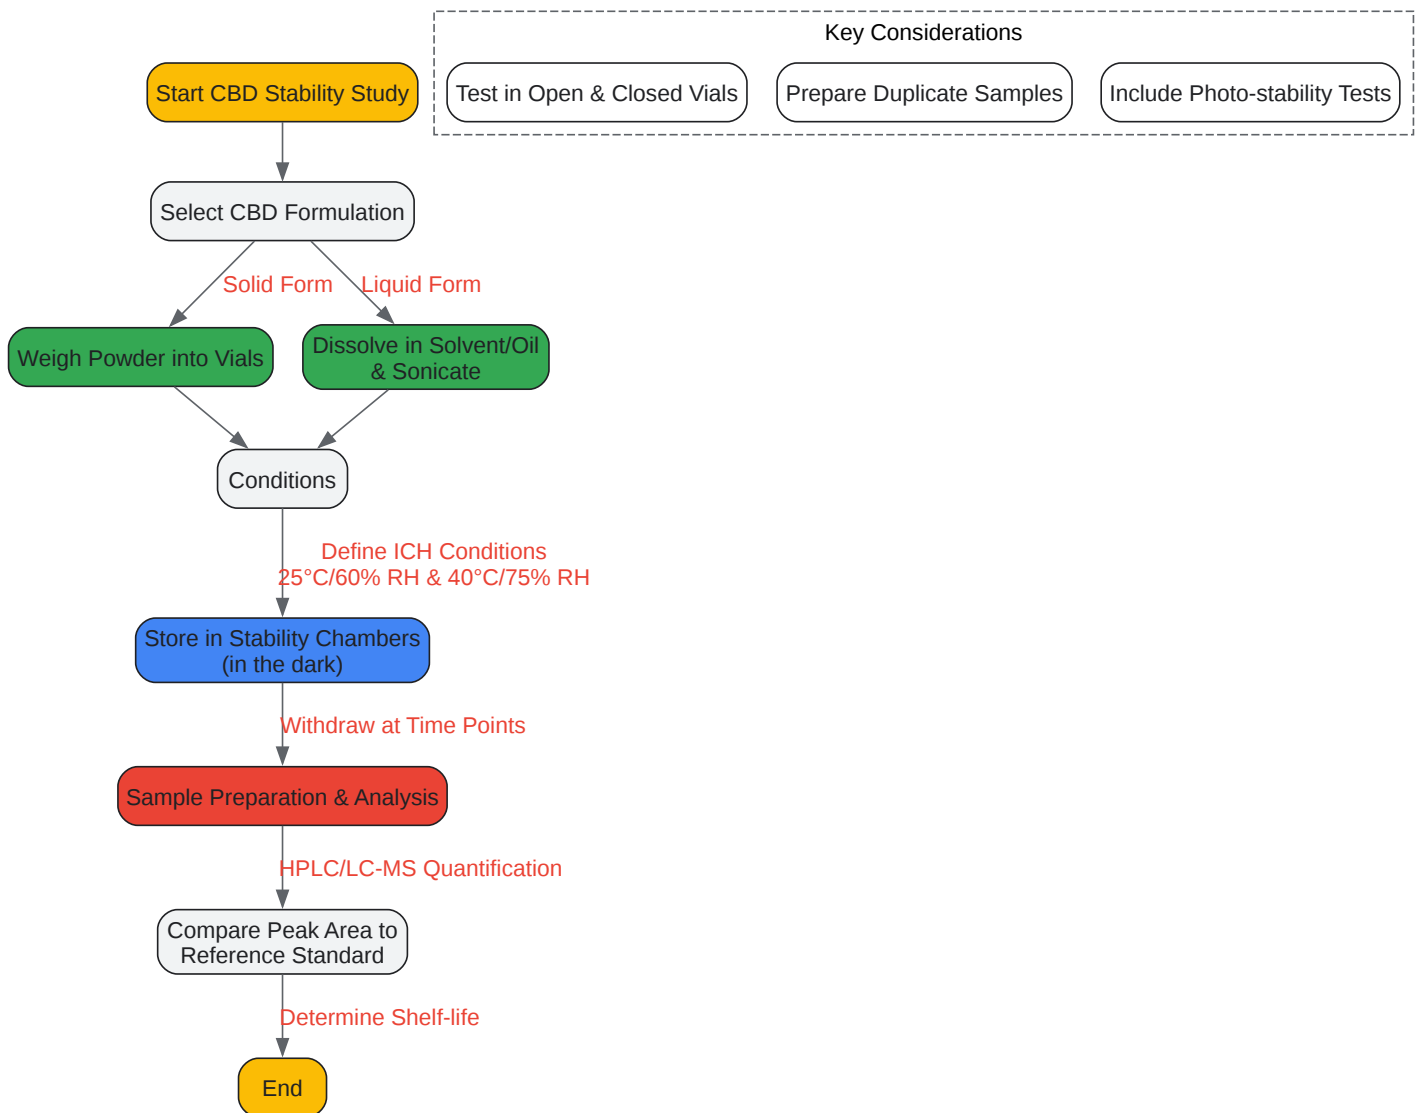 Key Considerations
Start CBD Stability Study
Test in Open & Closed Vials
Prepare Duplicate Samples
Include Photo-stability Tests
Select CBD Formulation
Solid Form
Liquid Form
Weigh Powder into Vials
Dissolve in Solvent/Oil
& Sonicate
Conditions
Define ICH Conditions
25°C/60% RH & 40°C/75% RH
Store in Stability Chambers
(in the dark)
Withdraw at Time Points
Sample Preparation & Analysis
HPLC/LC-MS Quantification
Compare Peak Area to
Reference Standard
Determine Shelf-life
End